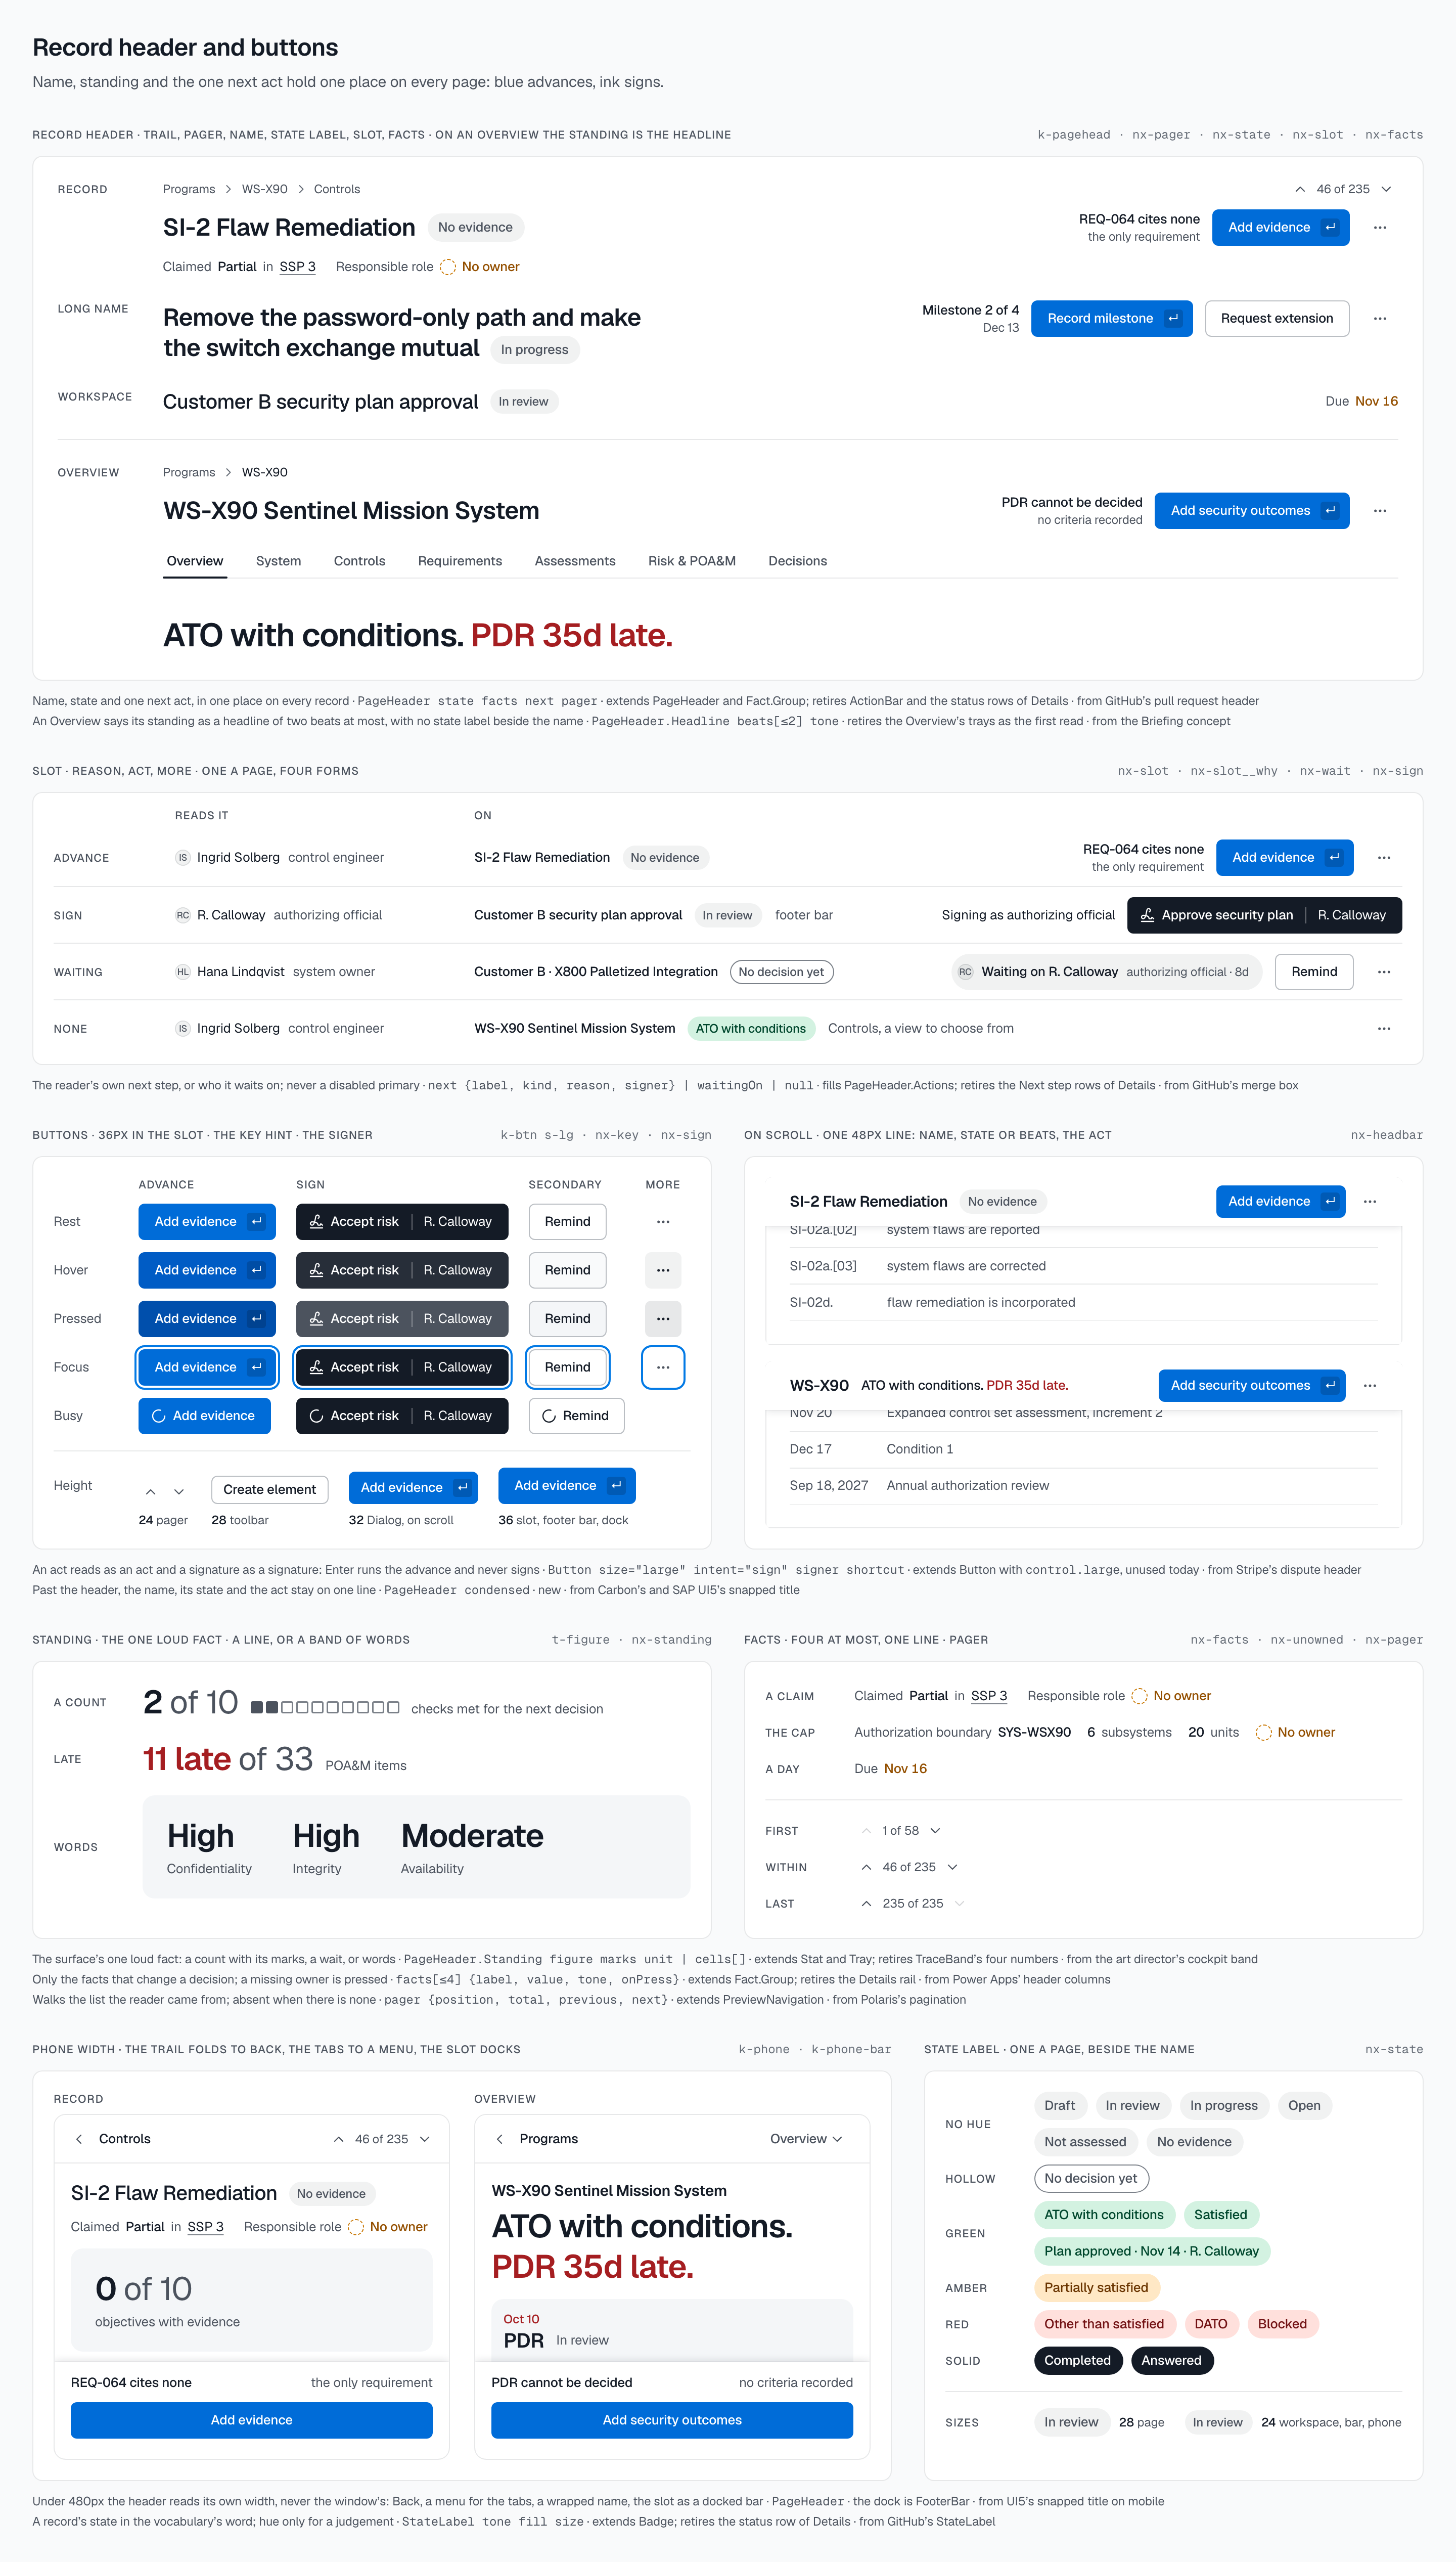 Record header and buttons
Name, standing and the one next act hold one place on every page: blue advances, ink signs.
RECORD HEADER · TRAIL, PAGER, NAME, STATE LABEL, SLOT, FACTS · ON AN OVERVIEW THE STANDING IS THE HEADLINE
k-pagehead · nx-pager · nx-state · nx-slot · nx-facts
RECORD
Programs > WS-X90 > Controls
46 of 235
SI-2 Flaw Remediation No evidence
REQ-064 cites none
the only requirement
Add evidence
Claimed Partial in SSP 3 Responsible role No owner
LONG NAME
Remove the password-only path and make
the switch exchange mutual In progress
Milestone 2 of 4
Dec 13
Record milestone
Request extension
WORKSPACE
Customer B security plan approval In review
Due Nov 16
OVERVIEW
Programs > WS-X90
WS-X90 Sentinel Mission System
PDR cannot be decided
no criteria recorded
Add security outcomes
Overview System Controls Requirements Assessments Risk & POA&M Decisions
ATO with conditions. PDR 35d late.
Name, state and one next act, in one place on every record · PageHeader state facts next pager · extends PageHeader and Fact.Group; retires ActionBar and the status rows of Details · from GitHub's pull request header
An Overview says its standing as a headline of two beats at most, with no state label beside the name · PageHeader.Headline beats[≤2] tone · retires the Overview's trays as the first read · from the Briefing concept
SLOT · REASON, ACT, MORE · ONE A PAGE, FOUR FORMS
nx-slot · nx-slot__why · nx-wait · nx-sign
READS IT
ON
ADVANCE
IS Ingrid Solberg control engineer
SI-2 Flaw Remediation No evidence
REQ-064 cites none
the only requirement
Add evidence
SIGN
RC R. Calloway authorizing official
Customer B security plan approval In review footer bar
Signing as authorizing official
Approve security plan | R. Calloway
WAITING
HL Hana Lindqvist system owner
Customer B · X800 Palletized Integration No decision yet
RC Waiting on R. Calloway authorizing official · 8d
Remind
NONE
IS Ingrid Solberg control engineer
WS-X90 Sentinel Mission System ATO with conditions Controls, a view to choose from
The reader's own next step, or who it waits on; never a disabled primary · next {label, kind, reason, signer} | waitingOn | null · fills PageHeader.Actions; retires the Next step rows of Details · from GitHub's merge box
BUTTONS · 36PX IN THE SLOT · THE KEY HINT · THE SIGNER
k-btn s-lg · nx-key · nx-sign
ADVANCE SIGN SECONDARY MORE
Rest Add evidence Accept risk | R. Calloway Remind
Hover Add evidence Accept risk | R. Calloway Remind
Pressed Add evidence Accept risk | R. Calloway Remind
Focus Add evidence Accept risk | R. Calloway Remind
Busy Add evidence Accept risk | R. Calloway Remind
Height Create element Add evidence Add evidence
24 pager 28 toolbar 32 Dialog, on scroll 36 slot, footer bar, dock
ON SCROLL · ONE 48PX LINE: NAME, STATE OR BEATS, THE ACT
nx-headbar
SI-2 Flaw Remediation No evidence
Add evidence
SI-02a.[02] system flaws are reported
SI-02a.[03] system flaws are corrected
SI-02d. flaw remediation is incorporated
WS-X90 ATO with conditions. PDR 35d late.
Add security outcomes
Nov 20 Expanded control set assessment, increment 2
Dec 17 Condition 1
Sep 18, 2027 Annual authorization review
An act reads as an act and a signature as a signature: Enter runs the advance and never signs · Button size="large" intent="sign" signer shortcut · extends Button with control.large, unused today · from Stripe's dispute header
Past the header, the name, its state and the act stay on one line · PageHeader condensed · new · from Carbon's and SAP UI5's snapped title
STANDING · THE ONE LOUD FACT · A LINE, OR A BAND OF WORDS
t-figure · nx-standing
A COUNT
2 of 10 checks met for the next decision
LATE
11 late of 33 POA&M items
WORDS
High High Moderate
Confidentiality Integrity Availability
FACTS · FOUR AT MOST, ONE LINE · PAGER
nx-facts · nx-unowned · nx-pager
A CLAIM
Claimed Partial in SSP 3 Responsible role No owner
THE CAP
Authorization boundary SYS-WSX90 6 subsystems 20 units No owner
A DAY
Due Nov 16
FIRST
1 of 58
WITHIN
46 of 235
LAST
235 of 235
The surface's one loud fact: a count with its marks, a wait, or words · PageHeader.Standing figure marks unit | cells[] · extends Stat and Tray; retires TraceBand's four numbers · from the art director's cockpit band
Only the facts that change a decision; a missing owner is pressed · facts[≤4] {label, value, tone, onPress} · extends Fact.Group; retires the Details rail · from Power Apps' header columns
Walks the list the reader came from; absent when there is none · pager {position, total, previous, next} · extends PreviewNavigation · from Polaris's pagination
PHONE WIDTH · THE TRAIL FOLDS TO BACK, THE TABS TO A MENU, THE SLOT DOCKS
k-phone · k-phone-bar
RECORD
Controls
46 of 235
SI-2 Flaw Remediation No evidence
Claimed Partial in SSP 3 Responsible role No owner
0 of 10
objectives with evidence
REQ-064 cites none the only requirement
Add evidence
OVERVIEW
Programs
Overview
WS-X90 Sentinel Mission System
ATO with conditions.
PDR 35d late.
Oct 10
PDR In review
PDR cannot be decided no criteria recorded
Add security outcomes
STATE LABEL · ONE A PAGE, BESIDE THE NAME
nx-state
NO HUE
Draft In review In progress Open
Not assessed No evidence
HOLLOW
No decision yet
GREEN
ATO with conditions Satisfied
Plan approved · Nov 14 · R. Calloway
AMBER
Partially satisfied
RED
Other than satisfied DATO Blocked
SOLID
Completed Answered
SIZES
In review 28 page In review 24 workspace, bar, phone
Under 480px the header reads its own width, never the window's: Back, a menu for the tabs, a wrapped name, the slot as a docked bar · PageHeader · the dock is FooterBar · from UI5's snapped title on mobile
A record's state in the vocabulary's word; hue only for a judgement · StateLabel tone fill size · extends Badge; retires the status row of Details · from GitHub's StateLabel